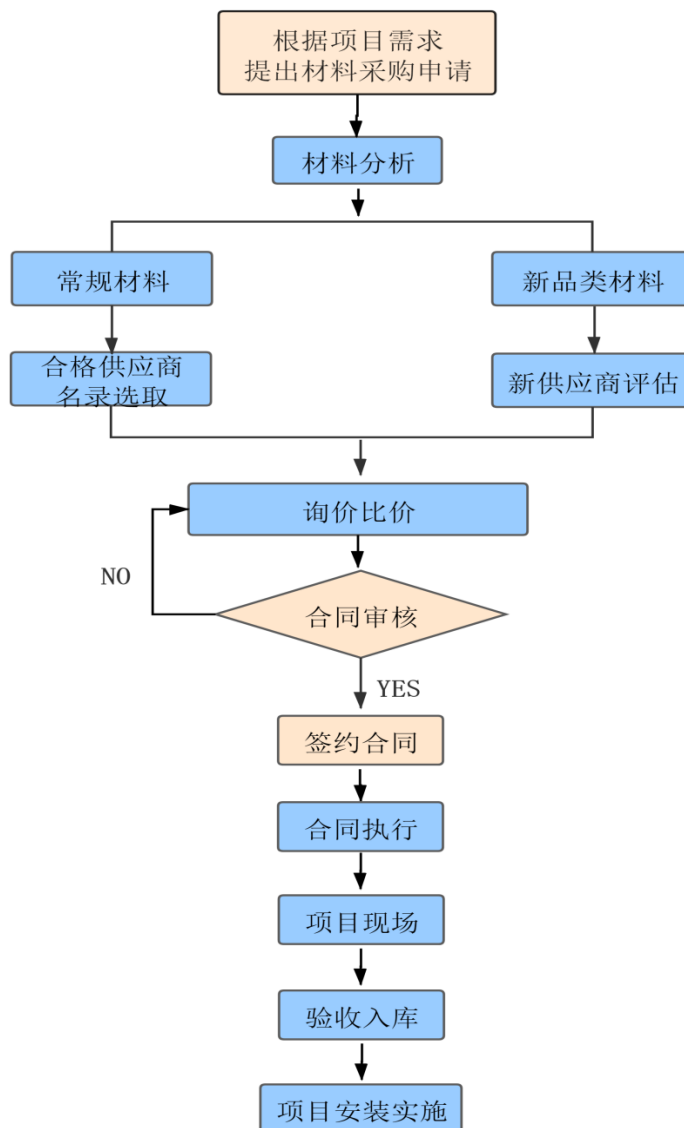 根据项目需求
提出材料采购申请
材料分析
常规材料
新品类材料
合格供应商
名录选取
新供应商评估
询价比价
NO
合同审核
YES
签约合同
合同执行
项目现场
验收入库
项目安装实施